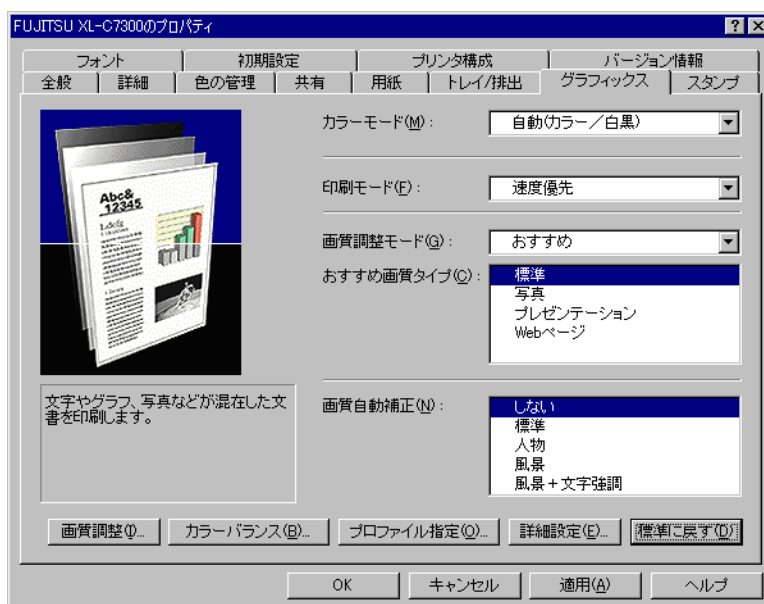 FUJITSU XL-C7300のプロパティ
フォント 初期設定 プリンタ構成 バージョン情報
全般 詳細 色の管理 共有 用紙 トレイ/排出 グラフィックス スタンプ
カラーモード(M): 自動(カラー/白黒)
Abc&
12345
印刷モード(F): 速度優先
画質調整モード(G): おすすめ
おすすめ画質タイプ(C): 標準
写真
プレゼンテーション
Webページ
文字やグラフ、写真などが混在した文
書を印刷します。
画質自動補正(N): しない
標準
人物
風景
風景+文字強調
画質調整(I)... カラーバランス(B)... プロファイル指定(O)... 詳細設定(E)... 標準に戻す(D)
OK キャンセル 適用(A) ヘルプ